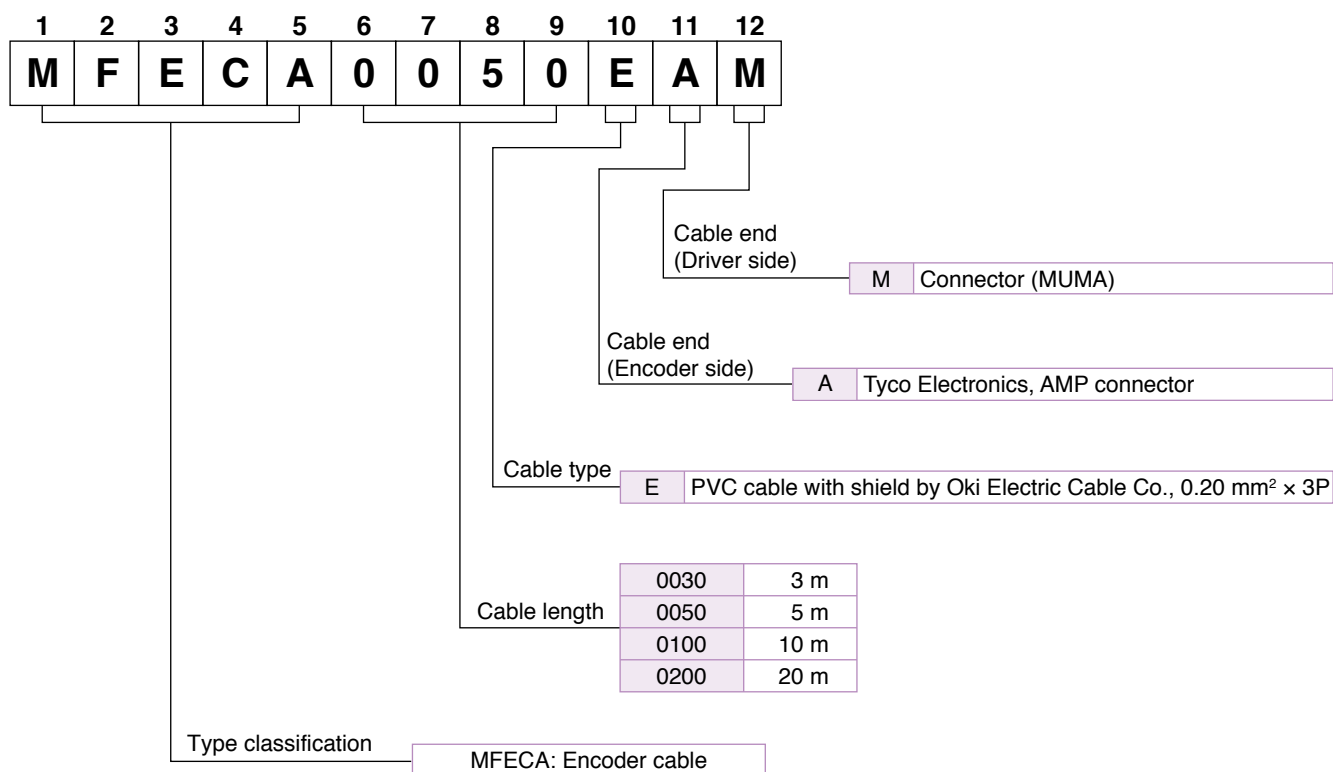 1 2 3 4 5 6 7 8 9 10 11 12
M F E C A 0 0 5 0 E A M
Cable end
(Driver side)
M Connector (MUMA)
Cable end
(Encoder side)
A Tyco Electronics, AMP connector
Cable type
E PVC cable with shield by Oki Electric Cable Co., 0.20 mm² × 3P
Cable length
0030 3 m
0050 5 m
0100 10 m
0200 20 m
Type classification
MFECA: Encoder cable